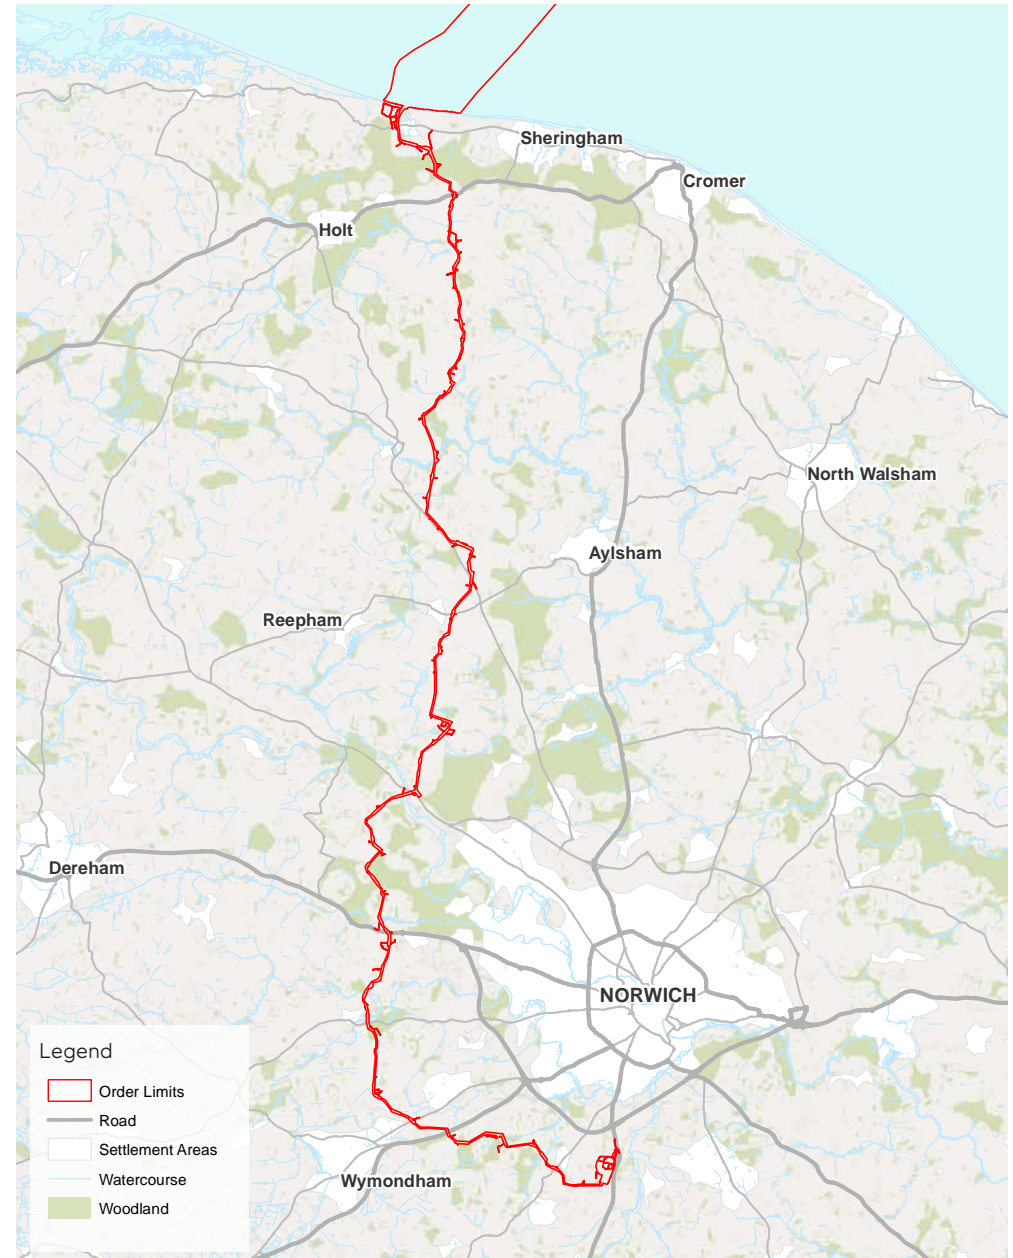 Sheringham
Cromer
Holt
North Walsham
Aylsham
Reepham
Dereham
NORWICH
Wymondham
Legend
Order Limits
Road
Settlement Areas
Watercourse
Woodland